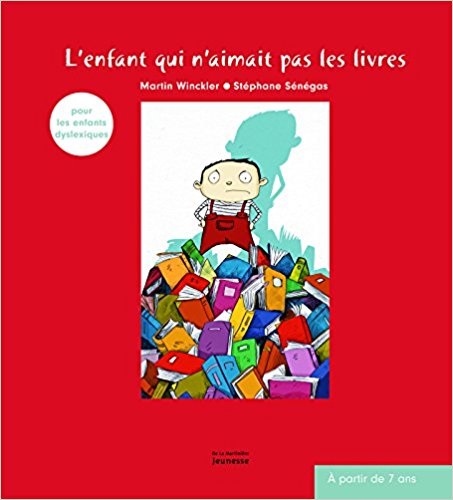 L'enfant qui n'aimait pas les livres
Martin Winckler ● Stéphane Sénégas
pour
les enfants
dyslexiques
De La Martinière
jeunesse
À partir de 7 ans